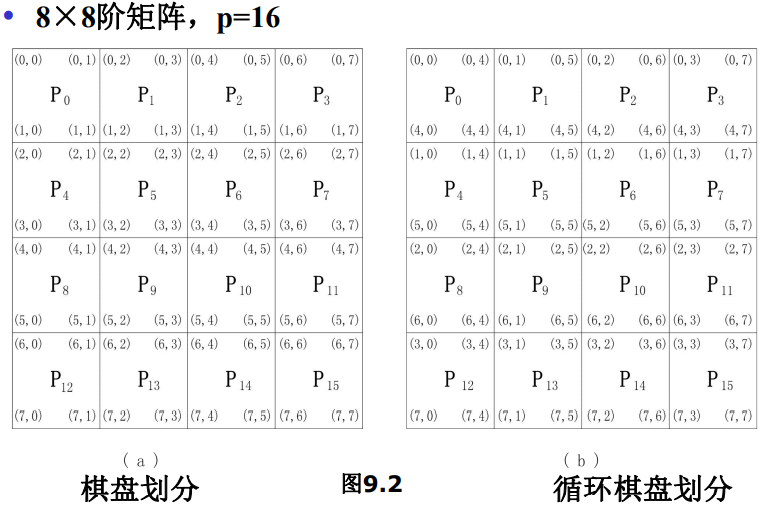 • 8×8阶矩阵，p=16
(0,0) (0,1) (0,2) (0,3) (0,4) (0,5) (0,6) (0,7)
P0 P1 P2 P3
(1,0) (1,1) (1,2) (1,3) (1,4) (1,5) (1,6) (1,7)
(2,0) (2,1) (2,2) (2,3) (2,4) (2,5) (2,6) (2,7)
P4 P5 P6 P7
(3,0) (3,1) (3,2) (3,3) (3,4) (3,5) (3,6) (3,7)
(4,0) (4,1) (4,2) (4,3) (4,4) (4,5) (4,6) (4,7)
P8 P9 P10 P11
(5,0) (5,1) (5,2) (5,3) (5,4) (5,5) (5,6) (5,7)
(6,0) (6,1) (6,2) (6,3) (6,4) (6,5) (6,6) (6,7)
P12 P13 P14 P15
(7,0) (7,1) (7,2) (7,3) (7,4) (7,5) (7,6) (7,7)
(a)
棋盘划分
(0,0) (0,4) (0,1) (0,5) (0,2) (0,6) (0,3) (0,7)
P0 P1 P2 P3
(4,0) (4,4) (4,1) (4,5) (4,2) (4,6) (4,3) (4,7)
(1,0) (1,4) (1,1) (1,5) (1,2) (1,6) (1,3) (1,7)
P4 P5 P6 P7
(5,0) (5,4) (5,1) (5,5) (5,2) (5,6) (5,3) (5,7)
(2,0) (2,4) (2,1) (2,5) (2,2) (2,6) (2,3) (2,7)
P8 P9 P10 P11
(6,0) (6,4) (6,1) (6,5) (6,2) (6,6) (6,3) (6,7)
(3,0) (3,4) (3,1) (3,5) (3,2) (3,6) (3,3) (3,7)
P12 P13 P14 P15
(7,0) (7,4) (7,1) (7,5) (7,2) (7,6) (7,3) (7,7)
(b)
循环棋盘划分
图9.2